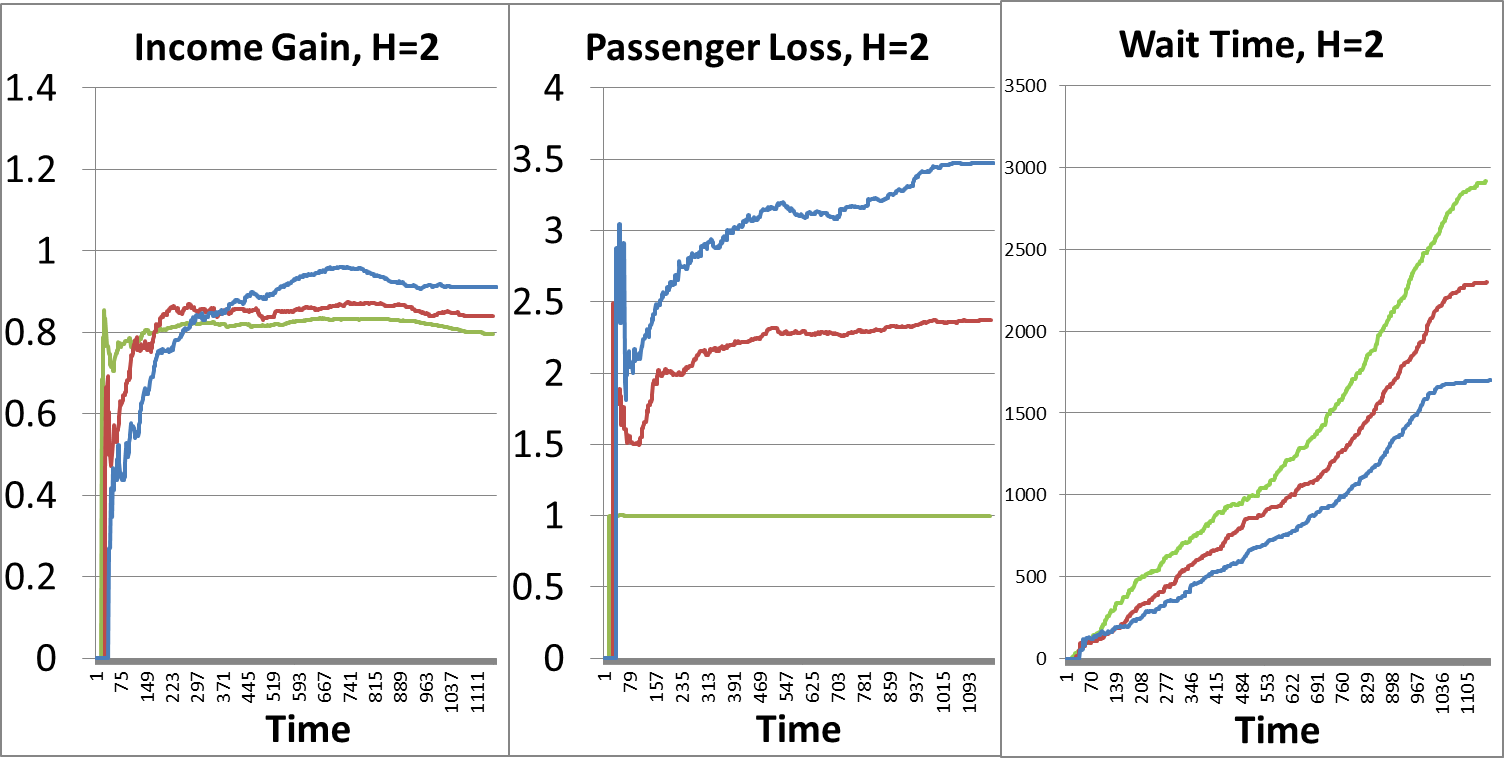 Income Gain, H=2
1.4
1.2
1
0.8
0.6
0.4
0.2
0
1 75 149 223 297 371 445 519 593 667 741 815 889 963 1037 1111
Time
Passenger Loss, H=2
4
3.5
3
2.5
2
1.5
1
0.5
0
1 79 157 235 313 391 469 547 625 703 781 859 937 1015 1093
Time
Wait Time, H=2
3500
3000
2500
2000
1500
1000
500
0
1 70 139 208 277 346 415 484 553 622 691 760 829 898 967 1036 1105
Time